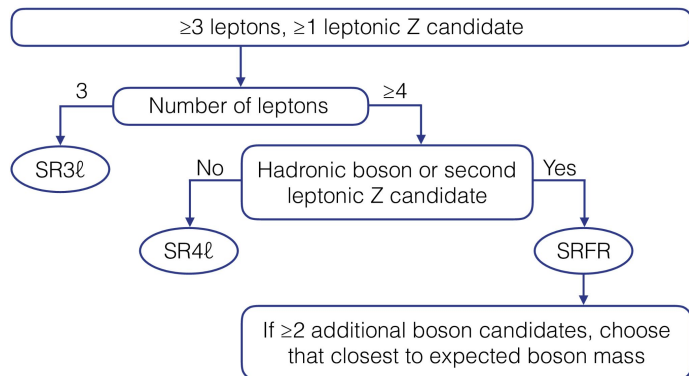 ≥3 leptons, ≥1 leptonic Z candidate
3
Number of leptons
≥4
SR3ℓ
No
Hadronic boson or second
leptonic Z candidate
Yes
SR4ℓ
SRFR
If ≥2 additional boson candidates, choose
that closest to expected boson mass